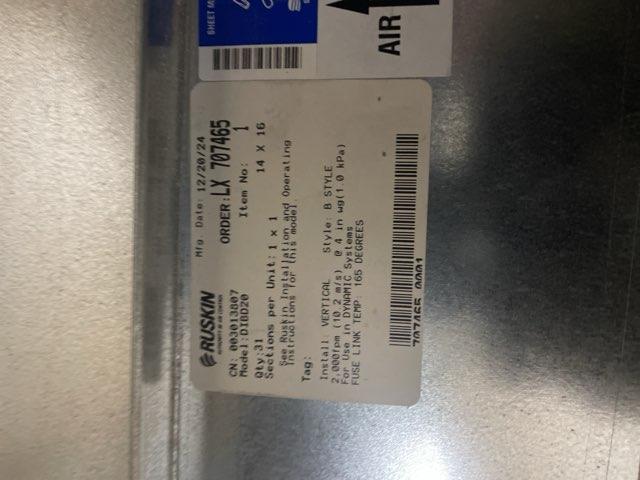 SHEET M
AIR
RUSKIN
Mfg. Date: 12/20/24
ORDER: LX 707465
CN: 003013807
Model: DIBD20
Item No: 1
Qty: 31
14 X 16
Sections per Unit: 1 x 1
See Ruskin Installation and Operating
Instructions for this model.
Tag:
Install: VERTICAL Style: B STYLE
2,000fpm (10.2 m/s) @ 4 in wg(1.0 kPa)
For Use in DYNAMIC Systems
FUSE LINK TEMP: 165 DEGREES
707465 0001